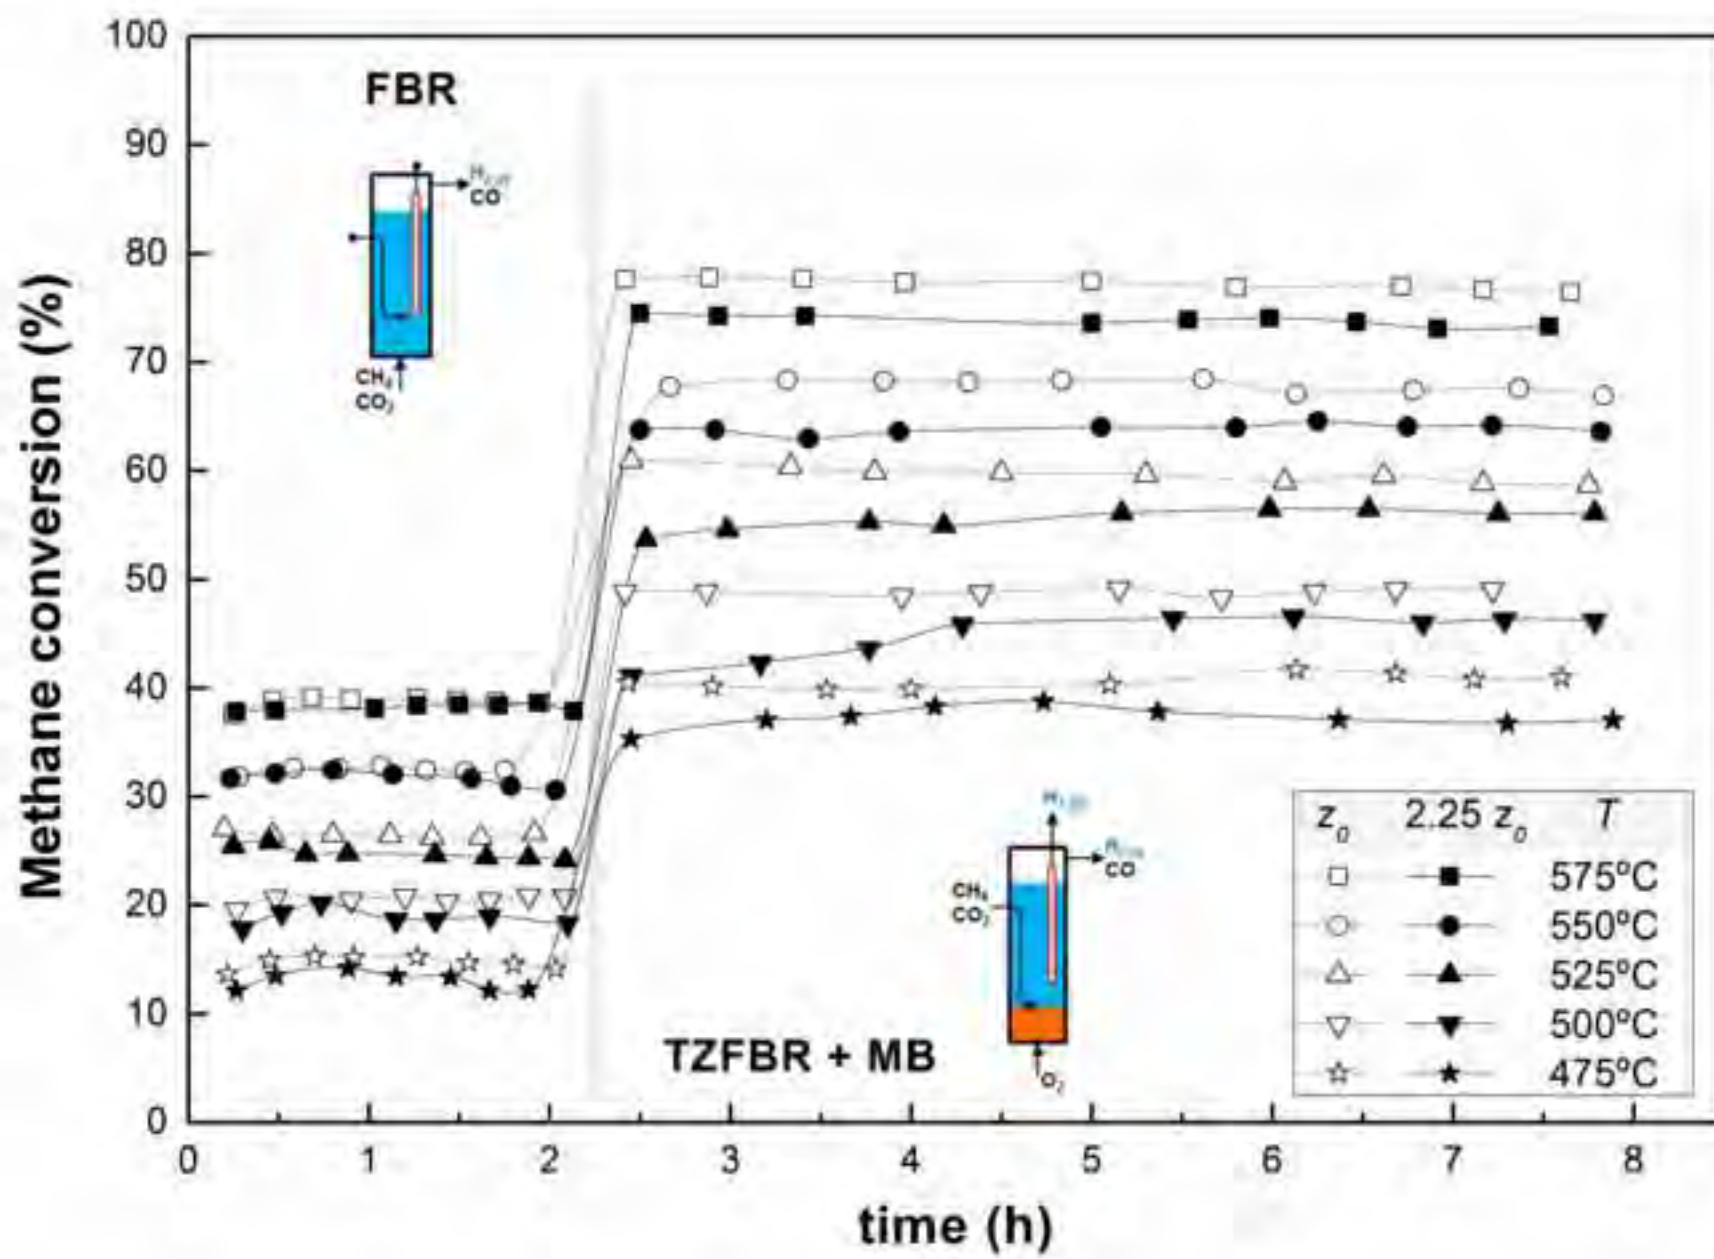 100
90
80
70
60
50
40
30
20
10
0
Methane conversion (%)
0 1 2 3 4 5 6 7 8
time (h)
FBR
CO
CH₄
CO₂
TZFBR + MB
CH₄
CO₂
CO
O₂
z₀ 2.25 z₀ T
575ºC
550ºC
525ºC
500ºC
475ºC